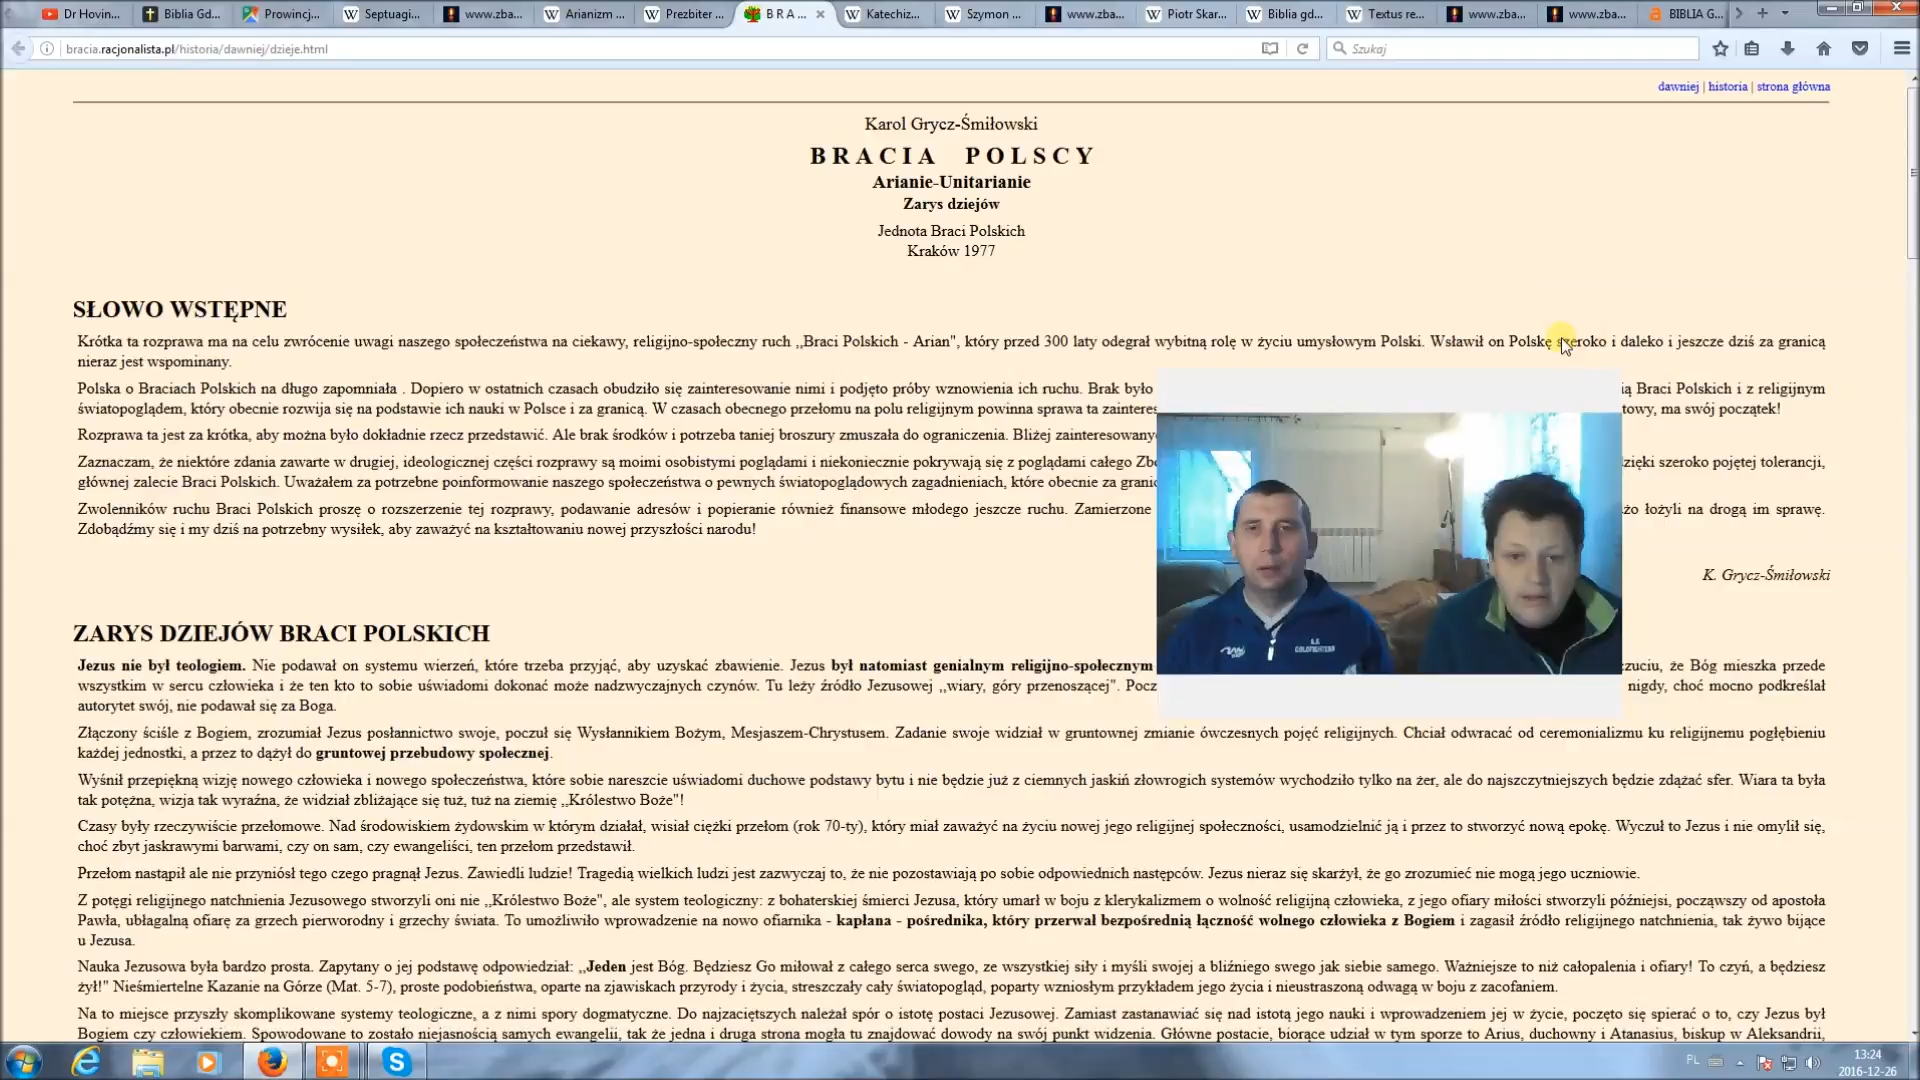 Dr Hovin...
Biblia Gd...
Prowincj...
Septuagi...
www.zba...
Arianizm ...
Prezbiter ...
B R A ...
Katechiz...
Szymon ...
www.zba...
Piotr Skar...
Biblia gd...
Textus re...
www.zba...
www.zba...
BIBLIA G...
bracia.racjonalista.pl/historia/dawniej/dzieje.html
Szukaj
dawniej | historia | strona główna
Karol Grycz-Śmiłowski
B R A C I A P O L S C Y
Arianie-Unitarianie
Zarys dziejów
Jednota Braci Polskich
Kraków 1977
SŁOWO WSTĘPNE
Krótka ta rozprawa ma na celu zwrócenie uwagi naszego społeczeństwa na ciekawy, religijno-społeczny ruch ,,Braci Polskich - Arian", który przed 300 laty odegrał wybitną rolę w życiu umysłowym Polski. Wsławił on Polskę szeroko i daleko i jeszcze dziś za granicą
nieraz jest wspominany.
Polska o Braciach Polskich na długo zapomniała . Dopiero w ostatnich czasach obudziło się zainteresowanie nimi i podjęto próby wznowienia ich ruchu. Brak było Braci Polskich i z religijnym
światopoglądem, który obecnie rozwija się na podstawie ich nauki w Polsce i za granicą. W czasach obecnego przełomu na polu religijnym powinna sprawa ta zainteres towy, ma swój początek!
Rozprawa ta jest za krótka, aby można było dokładnie rzecz przedstawić. Ale brak środków i potrzeba taniej broszury zmuszała do ograniczenia. Bliżej zainteresowany
Zaznaczam, że niektóre zdania zawarte w drugiej, ideologicznej części rozprawy są moimi osobistymi poglądami i niekoniecznie pokrywają się z poglądami całego Zb zięki szeroko pojętej tolerancji,
głównej zalecie Braci Polskich. Uważałem za potrzebne poinformowanie naszego społeczeństwa o pewnych światopoglądowych zagadnieniach, które obecnie za grani
Zwolenników ruchu Braci Polskich proszę o rozszerzenie tej rozprawy, podawanie adresów i popieranie również finansowe młodego jeszcze ruchu. Zamierzone żo łożyli na drogą im sprawę.
Zdobądźmy się i my dziś na potrzebny wysiłek, aby zaważyć na kształtowaniu nowej przyszłości narodu!
K. Grycz-Śmiłowski
ZARYS DZIEJÓW BRACI POLSKICH
Jezus nie był teologiem. Nie podawał on systemu wierzeń, które trzeba przyjąć, aby uzyskać zbawienie. Jezus był natomiast genialnym religijno-społecznym zuciu, że Bóg mieszka przede
wszystkim w sercu człowieka i że ten kto to sobie uświadomi dokonać może nadzwyczajnych czynów. Tu leży źródło Jezusowej ,,wiary, góry przenoszącej". Pocz nigdy, choć mocno podkreślał
autorytet swój, nie podawał się za Boga.
Złączony ściśle z Bogiem, zrozumiał Jezus posłannictwo swoje, poczuł się Wysłannikiem Bożym, Mesjaszem-Chrystusem. Zadanie swoje widział w gruntownej zmianie ówczesnych pojęć religijnych. Chciał odwracać od ceremonializmu ku religijnemu pogłębieniu
każdej jednostki, a przez to dążył do gruntowej przebudowy społecznej.
Wyśnił przepiękną wizję nowego człowieka i nowego społeczeństwa, które sobie nareszcie uświadomi duchowe podstawy bytu i nie będzie już z ciemnych jaskiń złowrogich systemów wychodziło tylko na żer, ale do najszczytniejszych będzie zdążać sfer. Wiara ta była
tak potężna, wizja tak wyraźna, że widział zbliżające się tuż, tuż na ziemię ,,Królestwo Boże"!
Czasy były rzeczywiście przełomowe. Nad środowiskiem żydowskim w którym działał, wisiał ciężki przełom (rok 70-ty), który miał zaważyć na życiu nowej jego religijnej społeczności, usamodzielnić ją i przez to stworzyć nową epokę. Wyczuł to Jezus i nie omylił się,
choć zbyt jaskrawymi barwami, czy on sam, czy ewangeliści, ten przełom przedstawił.
Przełom nastąpił ale nie przyniósł tego czego pragnął Jezus. Zawiedli ludzie! Tragedią wielkich ludzi jest zazwyczaj to, że nie pozostawiają po sobie odpowiednich następców. Jezus nieraz się skarżył, że go zrozumieć nie mogą jego uczniowie.
Z potęgi religijnego natchnienia Jezusowego stworzyli oni nie ,,Królestwo Boże", ale system teologiczny: z bohaterskiej śmierci Jezusa, który umarł w boju z klerykalizmem o wolność religijną człowieka, z jego ofiary miłości stworzyli późniejsi, począwszy od apostoła
Pawła, ubłagalną ofiarę za grzech pierworodny i grzechy świata. To umożliwiło wprowadzenie na nowo ofiarnika - kapłana - pośrednika, który przerwał bezpośrednią łączność wolnego człowieka z Bogiem i zagasił źródło religijnego natchnienia, tak żywo bijące
u Jezusa.
Nauka Jezusowa była bardzo prosta. Zapytany o jej podstawę odpowiedział: ,,Jeden jest Bóg. Będziesz Go miłował z całego serca swego, ze wszystkiej siły i myśli swojej a bliźniego swego jak siebie samego. Ważniejsze to niż całopalenia i ofiary! To czyń, a będziesz
żył!" Nieśmiertelne Kazanie na Górze (Mat. 5-7), proste podobieństwa, oparte na zjawiskach przyrody i życia, streszczały cały światopogląd, poparty wzniosłym przykładem jego życia i nieustraszoną odwagą w boju z zacofaniem.
Na to miejsce przyszły skomplikowane systemy teologiczne, a z nimi spory dogmatyczne. Do najzaciętszych należał spór o istotę postaci Jezusowej. Zamiast zastanawiać się nad istotą jego nauki i wprowadzeniem jej w życie, poczęto się spierać o to, czy Jezus był
Bogiem czy człowiekiem. Spowodowane to zostało niejasnością samych ewangelii, tak że jedna i druga strona mogła tu znajdować dowody na swój punkt widzenia. Główne postacie, biorące udział w tym sporze to Arius, duchowny i Atanasius, biskup w Aleksandrii,
PL
13:24
2016-12-26